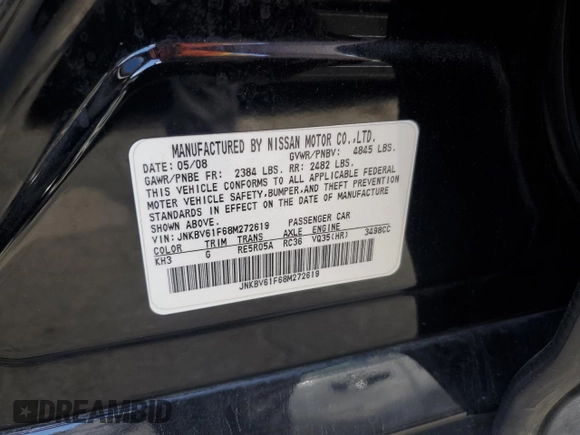 MANUFACTURED BY NISSAN MOTOR CO.,LTD.
DATE: 05/08 GVWR/PNBV: 4845 LBS.
GAWR/PNBE FR: 2384 LBS. RR: 2482 LBS.
THIS VEHICLE CONFORMS TO ALL APPLICABLE FEDERAL
MOTOR VEHICLE SAFETY,BUMPER,AND THEFT PREVENTION
STANDARDS IN EFFECT ON THE DATE OF MANUFACTURE
SHOWN ABOVE.
VIN:JNKBV61F68M272619 PASSENGER CAR
COLOR TRIM TRANS AXLE ENGINE
KH3 G RE5R05A RC36 VQ35(HR) 3498CC
JNKBV61F68M272619
DREAMBID